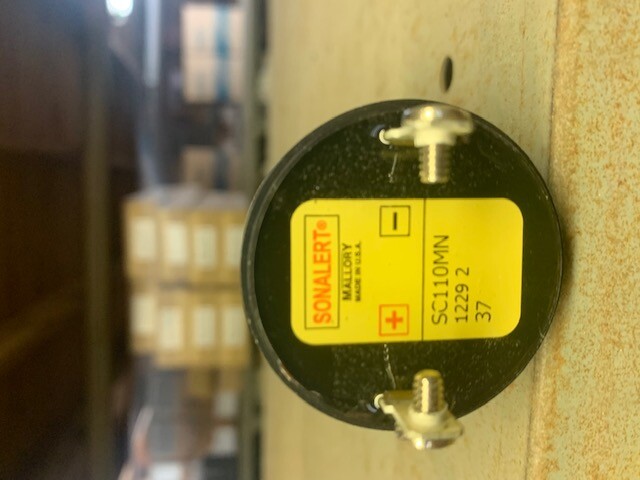 SONALERT®
MALLORY
MADE IN U.S.A.
+ −
SC110MN
1229 2
37